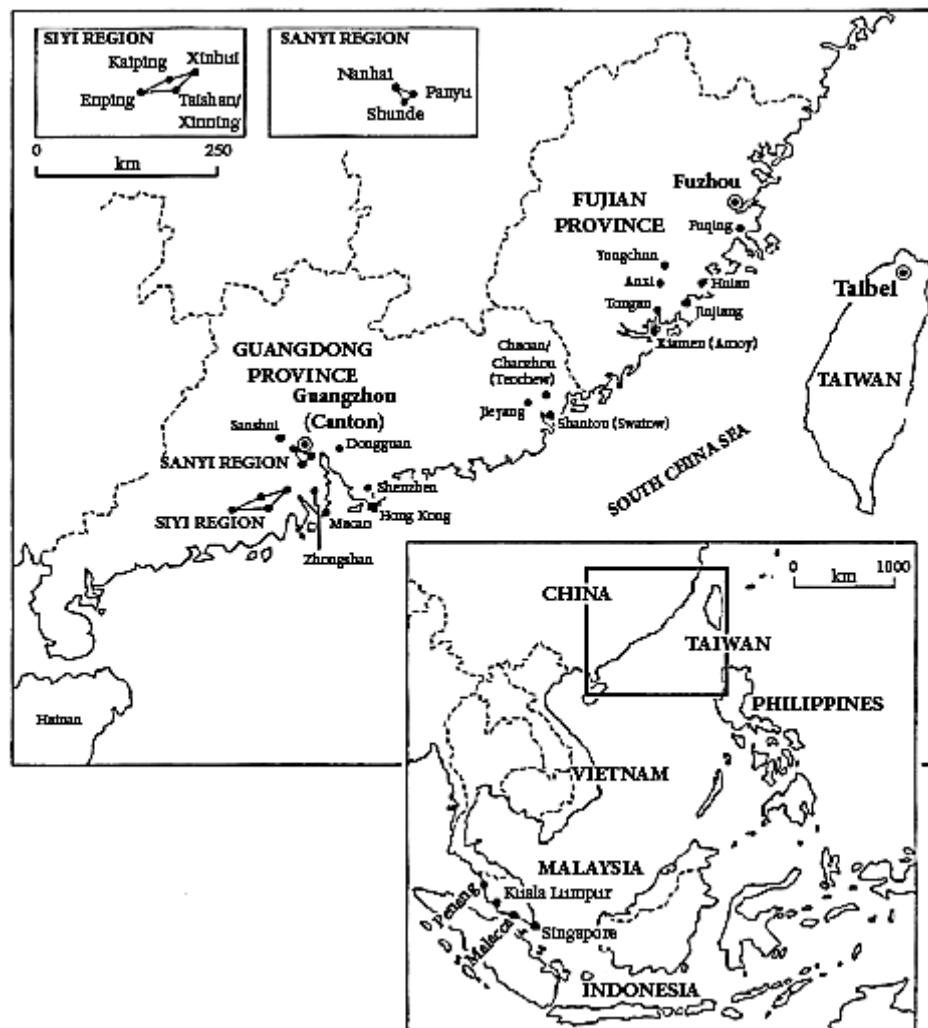 SIYI REGION
Kaiping
Xinhui
Enping
Taishan/
Xinning
SANYI REGION
Nanhai
Panyu
Shunde
0 250
km
FUJIAN
PROVINCE
Fuzhou
Fuqing
Yongchun
Anxi
Huian
Tongan
Jinjiang
Xiamen (Amoy)
Taibei
TAIWAN
GUANGDONG
PROVINCE
Guangzhou
(Canton)
Chaoan/
Chaozhou
(Teochew)
Jieyang
Shantou (Swatow)
Sanshui
Dongguan
SANYI REGION
Shenzhen
SIYI REGION
Macao
Hong Kong
Zhongshan
SOUTH CHINA SEA
Hainan
CHINA
0 1000
km
TAIWAN
PHILIPPINES
VIETNAM
MALAYSIA
Penang
Kuala Lumpur
Malacca
Singapore
INDONESIA